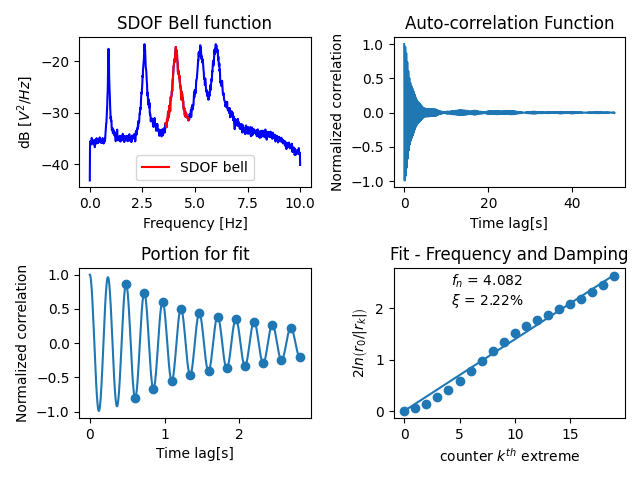 SDOF Bell function
dB [V²/Hz]
−20
−30
−40
SDOF bell
0.0 2.5 5.0 7.5 10.0
Frequency [Hz]
Auto-correlation Function
Normalized correlation
1.0
0.5
0.0
−0.5
−1.0
0 20 40
Time lag[s]
Portion for fit
Normalized correlation
1.0
0.5
0.0
−0.5
−1.0
0 1 2
Time lag[s]
Fit - Frequency and Damping
2ln(r₀/|rₖ|)
fₙ = 4.082
ξ = 2.22%
2
1
0
0 5 10 15
counter kᵗʰ extreme